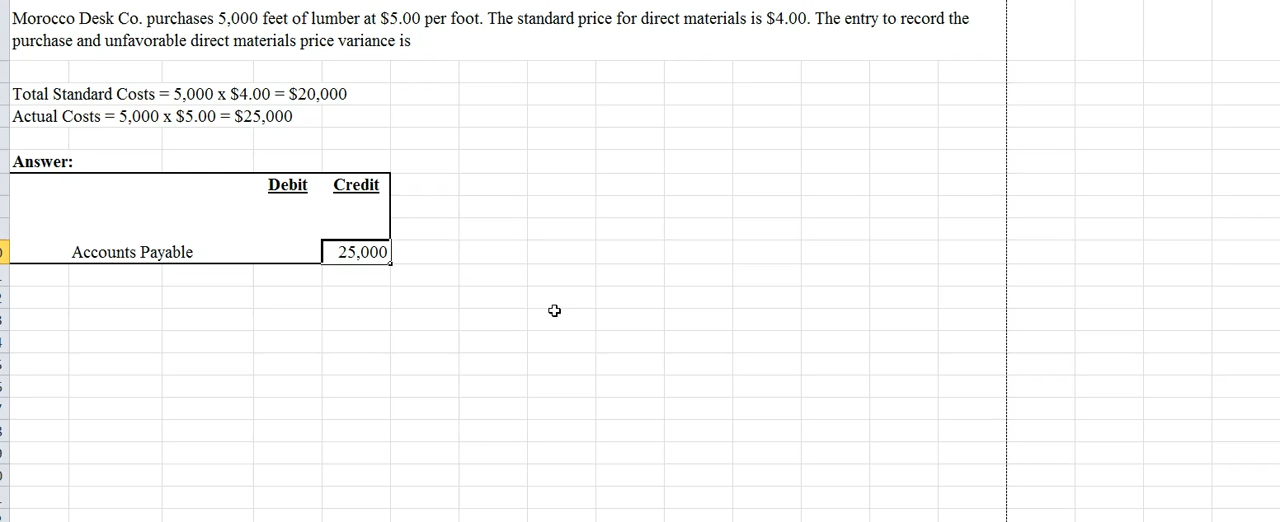 Morocco Desk Co. purchases 5,000 feet of lumber at $5.00 per foot. The standard price for direct materials is $4.00. The entry to record the
purchase and unfavorable direct materials price variance is
Total Standard Costs = 5,000 x $4.00 = $20,000
Actual Costs = 5,000 x $5.00 = $25,000
Answer:
Debit Credit
Accounts Payable 25,000